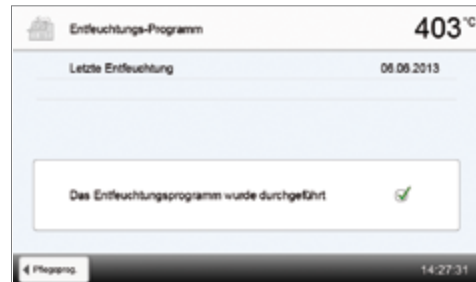 Entfeuchtungs-Programm
403 °C
Letzte Entfeuchtung 06.06.2013
Das Entfeuchtungsprogramm wurde durchgeführt
Pflegeprog.
14:27:31